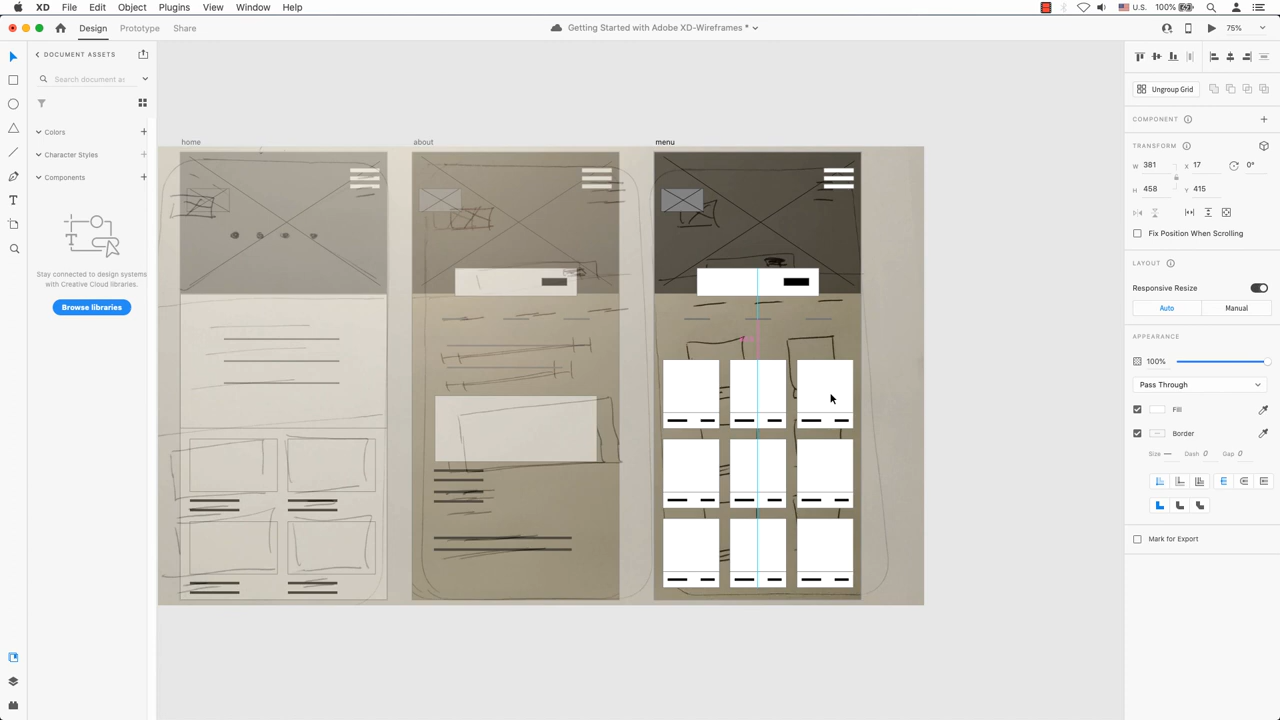 XD File Edit Object Plugins View Window Help
U.S. 100%
Design Prototype Share
Getting Started with Adobe XD-Wireframes *
75%
DOCUMENT ASSETS
Search document as
Colors
Character Styles
Components
Stay connected to design systems
with Creative Cloud libraries.
Browse libraries
home
about
menu
Ungroup Grid
COMPONENT
TRANSFORM
W 381 X 17 0°
H 458 Y 415
Fix Position When Scrolling
LAYOUT
Responsive Resize
Auto Manual
APPEARANCE
100%
Pass Through
Fill
Border
Size Dash 0 Gap 0
Mark for Export